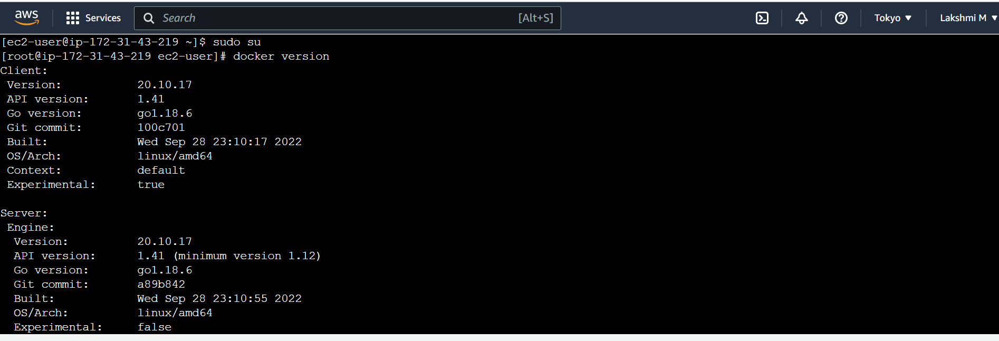 aws Services Search [Alt+S] Tokyo ▼ Lakshmi M ▼
[ec2-user@ip-172-31-43-219 ~]$ sudo su
[root@ip-172-31-43-219 ec2-user]# docker version
Client:
 Version:           20.10.17
 API version:       1.41
 Go version:        go1.18.6
 Git commit:        100c701
 Built:             Wed Sep 28 23:10:17 2022
 OS/Arch:           linux/amd64
 Context:           default
 Experimental:      true

Server:
 Engine:
  Version:          20.10.17
  API version:      1.41 (minimum version 1.12)
  Go version:       go1.18.6
  Git commit:       a89b842
  Built:            Wed Sep 28 23:10:55 2022
  OS/Arch:          linux/amd64
  Experimental:     false